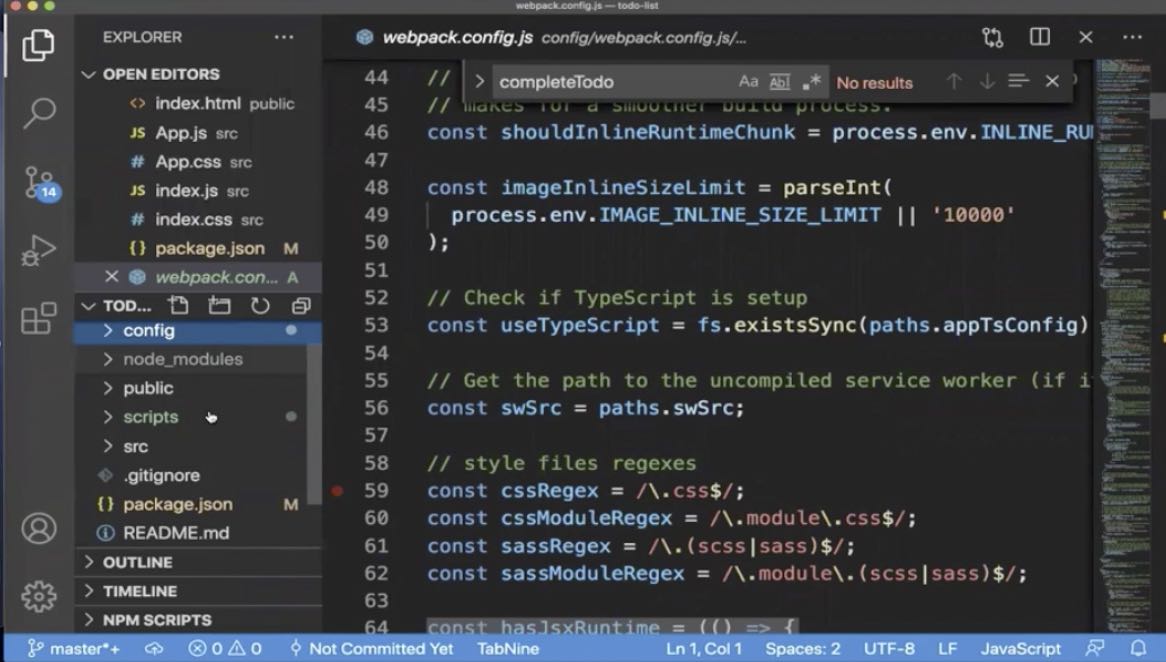 webpack.config.js — todo-list
EXPLORER
OPEN EDITORS
<> index.html public
JS App.js src
# App.css src
JS index.js src
# index.css src
{} package.json M
webpack.con... A
TOD...
config
node_modules
public
scripts
src
.gitignore
{} package.json M
README.md
OUTLINE
TIMELINE
NPM SCRIPTS
14
webpack.config.js config/webpack.config.js/...
completeTodo Aa Abl .* No results
44 //
45 // makes for a smoother build process.
46 const shouldInlineRuntimeChunk = process.env.INLINE_RU
47
48 const imageInlineSizeLimit = parseInt(
49 process.env.IMAGE_INLINE_SIZE_LIMIT || '10000'
50 );
51
52 // Check if TypeScript is setup
53 const useTypeScript = fs.existsSync(paths.appTsConfig)
54
55 // Get the path to the uncompiled service worker (if i
56 const swSrc = paths.swSrc;
57
58 // style files regexes
59 const cssRegex = /\.css$/;
60 const cssModuleRegex = /\.module\.css$/;
61 const sassRegex = /\.(scss|sass)$/;
62 const sassModuleRegex = /\.module\.(scss|sass)$/;
63
64 const hasJsxRuntime = (() => {
master*+ 0 0 Not Committed Yet TabNine Ln 1, Col 1 Spaces: 2 UTF-8 LF JavaScript